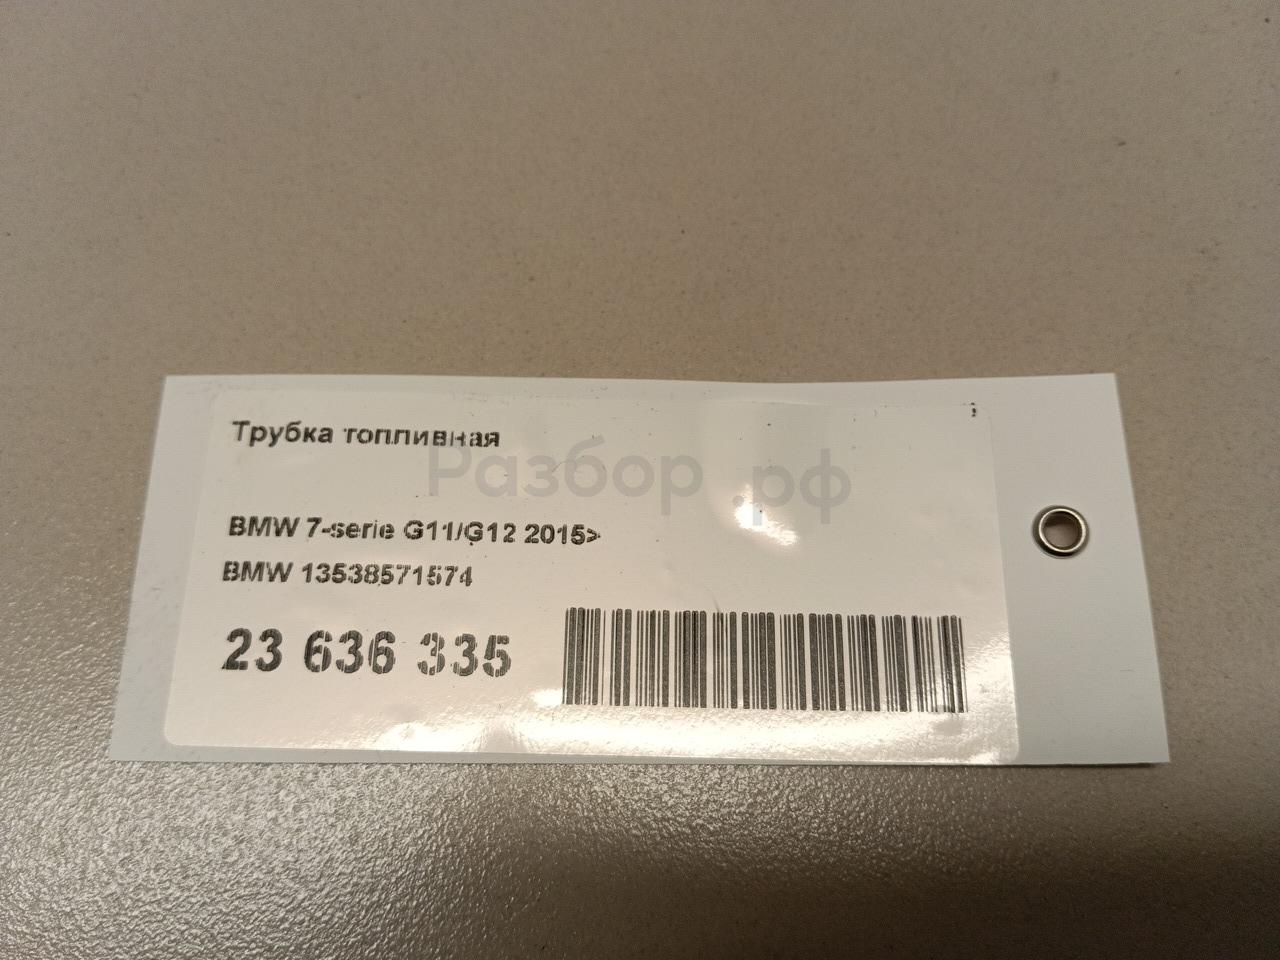 Трубка топливная
Разбор.рф
BMW 7-serie G11/G12 2015>
BMW 13538571574
23 636 335